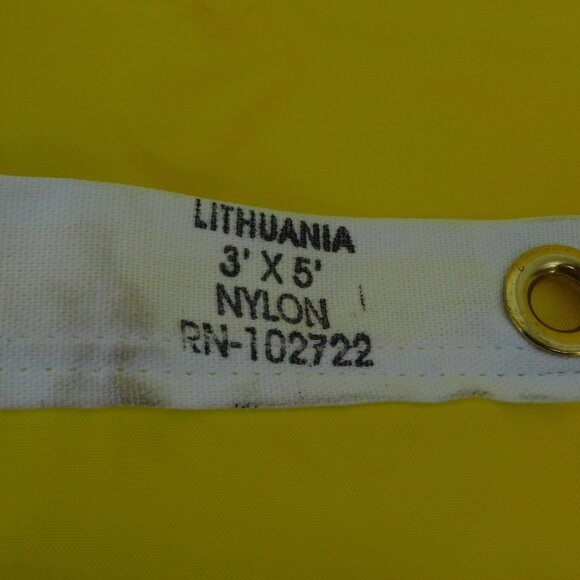 LITHUANIA
3' X 5'
NYLON
RN-102722